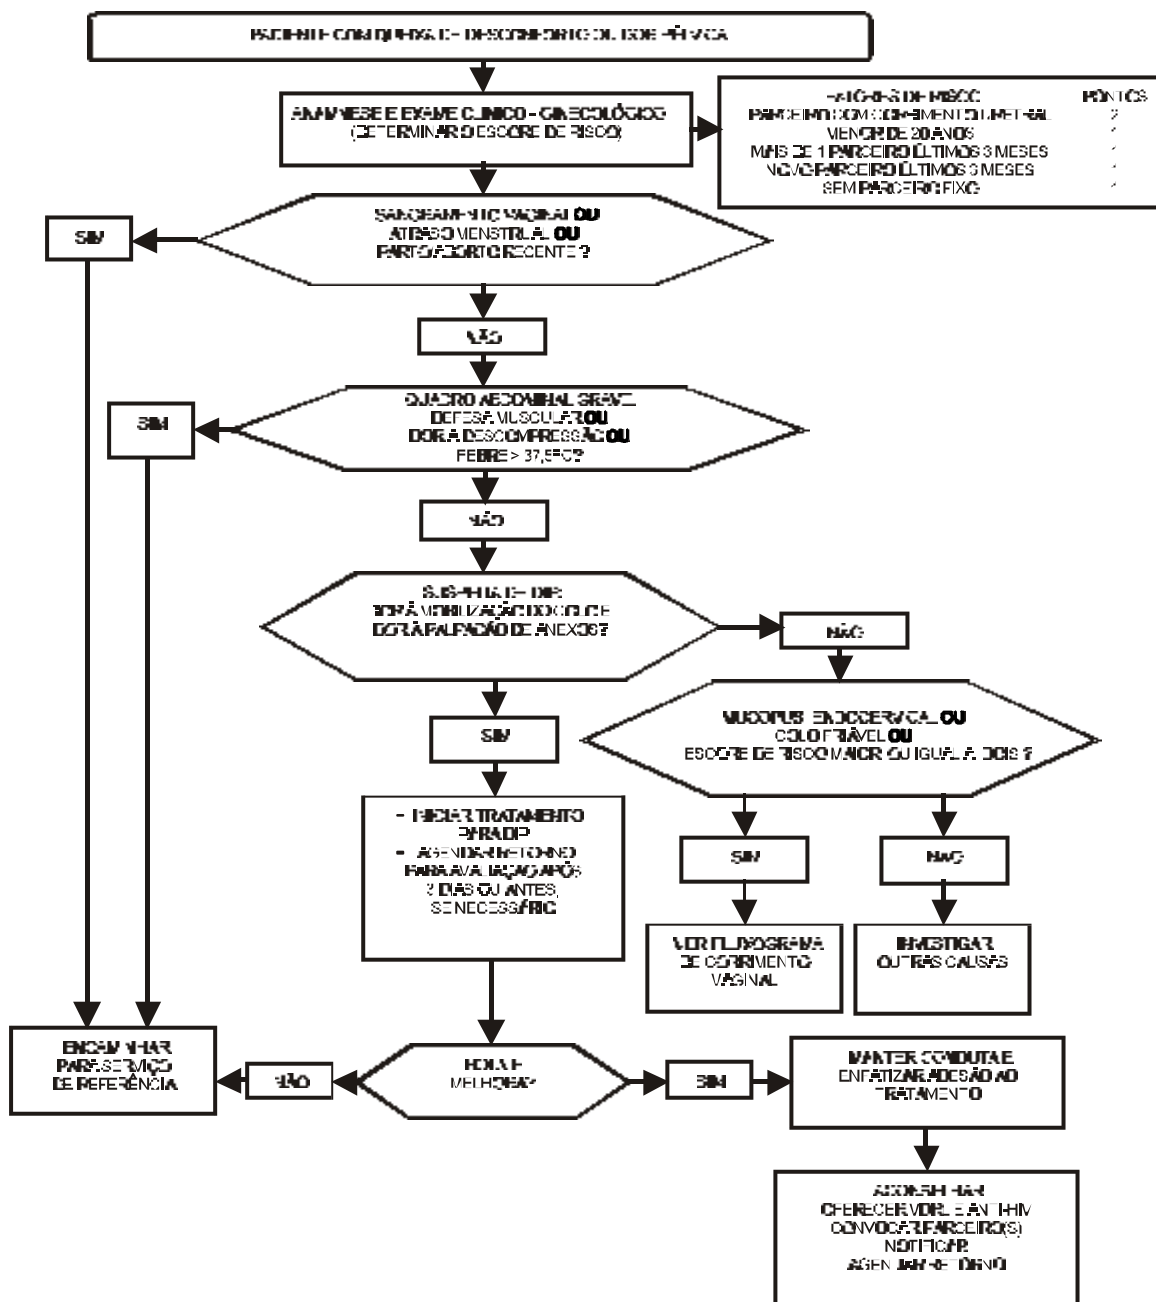 PACIENTE COM QUEIXA DE DESCONFORTO OU DOR PÉLVICA
ANAMNESE E EXAME CLÍNICO - GINECOLÓGICO
(DETERMINAR O ESCORE DE RISCO)
FATORES DE RISCO PONTOS
PARCEIRO COM CORRIMENTO URETRAL 2
MENOR DE 20 ANOS 1
MAIS DE 1 PARCEIRO ÚLTIMOS 3 MESES 1
NOVO PARCEIRO ÚLTIMOS 3 MESES 1
SEM PARCEIRO FIXO 1
SANGRAMENTO VAGINAL OU
ATRASO MENSTRUAL OU
PARTO/ABORTO RECENTE ?
SIM
NÃO
QUADRO ABDOMINAL GRAVE:
DEFESA MUSCULAR OU
DOR À DESCOMPRESSÃO OU
FEBRE > 37,5ºC?
SIM
NÃO
SUSPEITA DE DIP:
DOR À MOBILIZAÇÃO DO COLO E
DOR À PALPAÇÃO DE ANEXOS?
NÃO
SIM
MUCOPUS ENDOCERVICAL OU
COLO FRIÁVEL OU
ESCORE DE RISCO MAIOR OU IGUAL A DOIS ?
- INICIAR TRATAMENTO
PARA DIP
- AGENDAR RETORNO
PARA AVALIAÇÃO APÓS
3 DIAS OU ANTES,
SE NECESSÁRIO
SIM
NÃO
VER FLUXOGRAMA
DE CORRIMENTO
VAGINAL
INVESTIGAR
OUTRAS CAUSAS
ENCAMINHAR
PARA SERVIÇO
DE REFERÊNCIA
NÃO
HOUVE
MELHORA?
SIM
MANTER CONDUTA E
ENFATIZAR ADESÃO AO
TRATAMENTO
ACONSELHAR
OFERECER VDRL E ANTI-HIV
CONVOCAR PARCEIRO(S)
NOTIFICAR
AGENDAR RETORNO